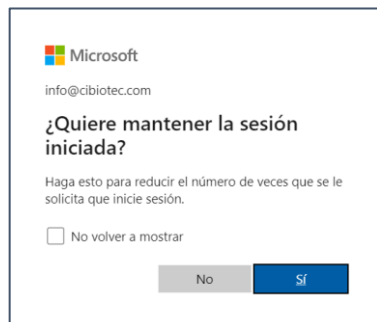 Microsoft
info@cibiotec.com
¿Quiere mantener la sesión
iniciada?
Haga esto para reducir el número de veces que se le
solicita que inicie sesión.
No volver a mostrar
No
Sí